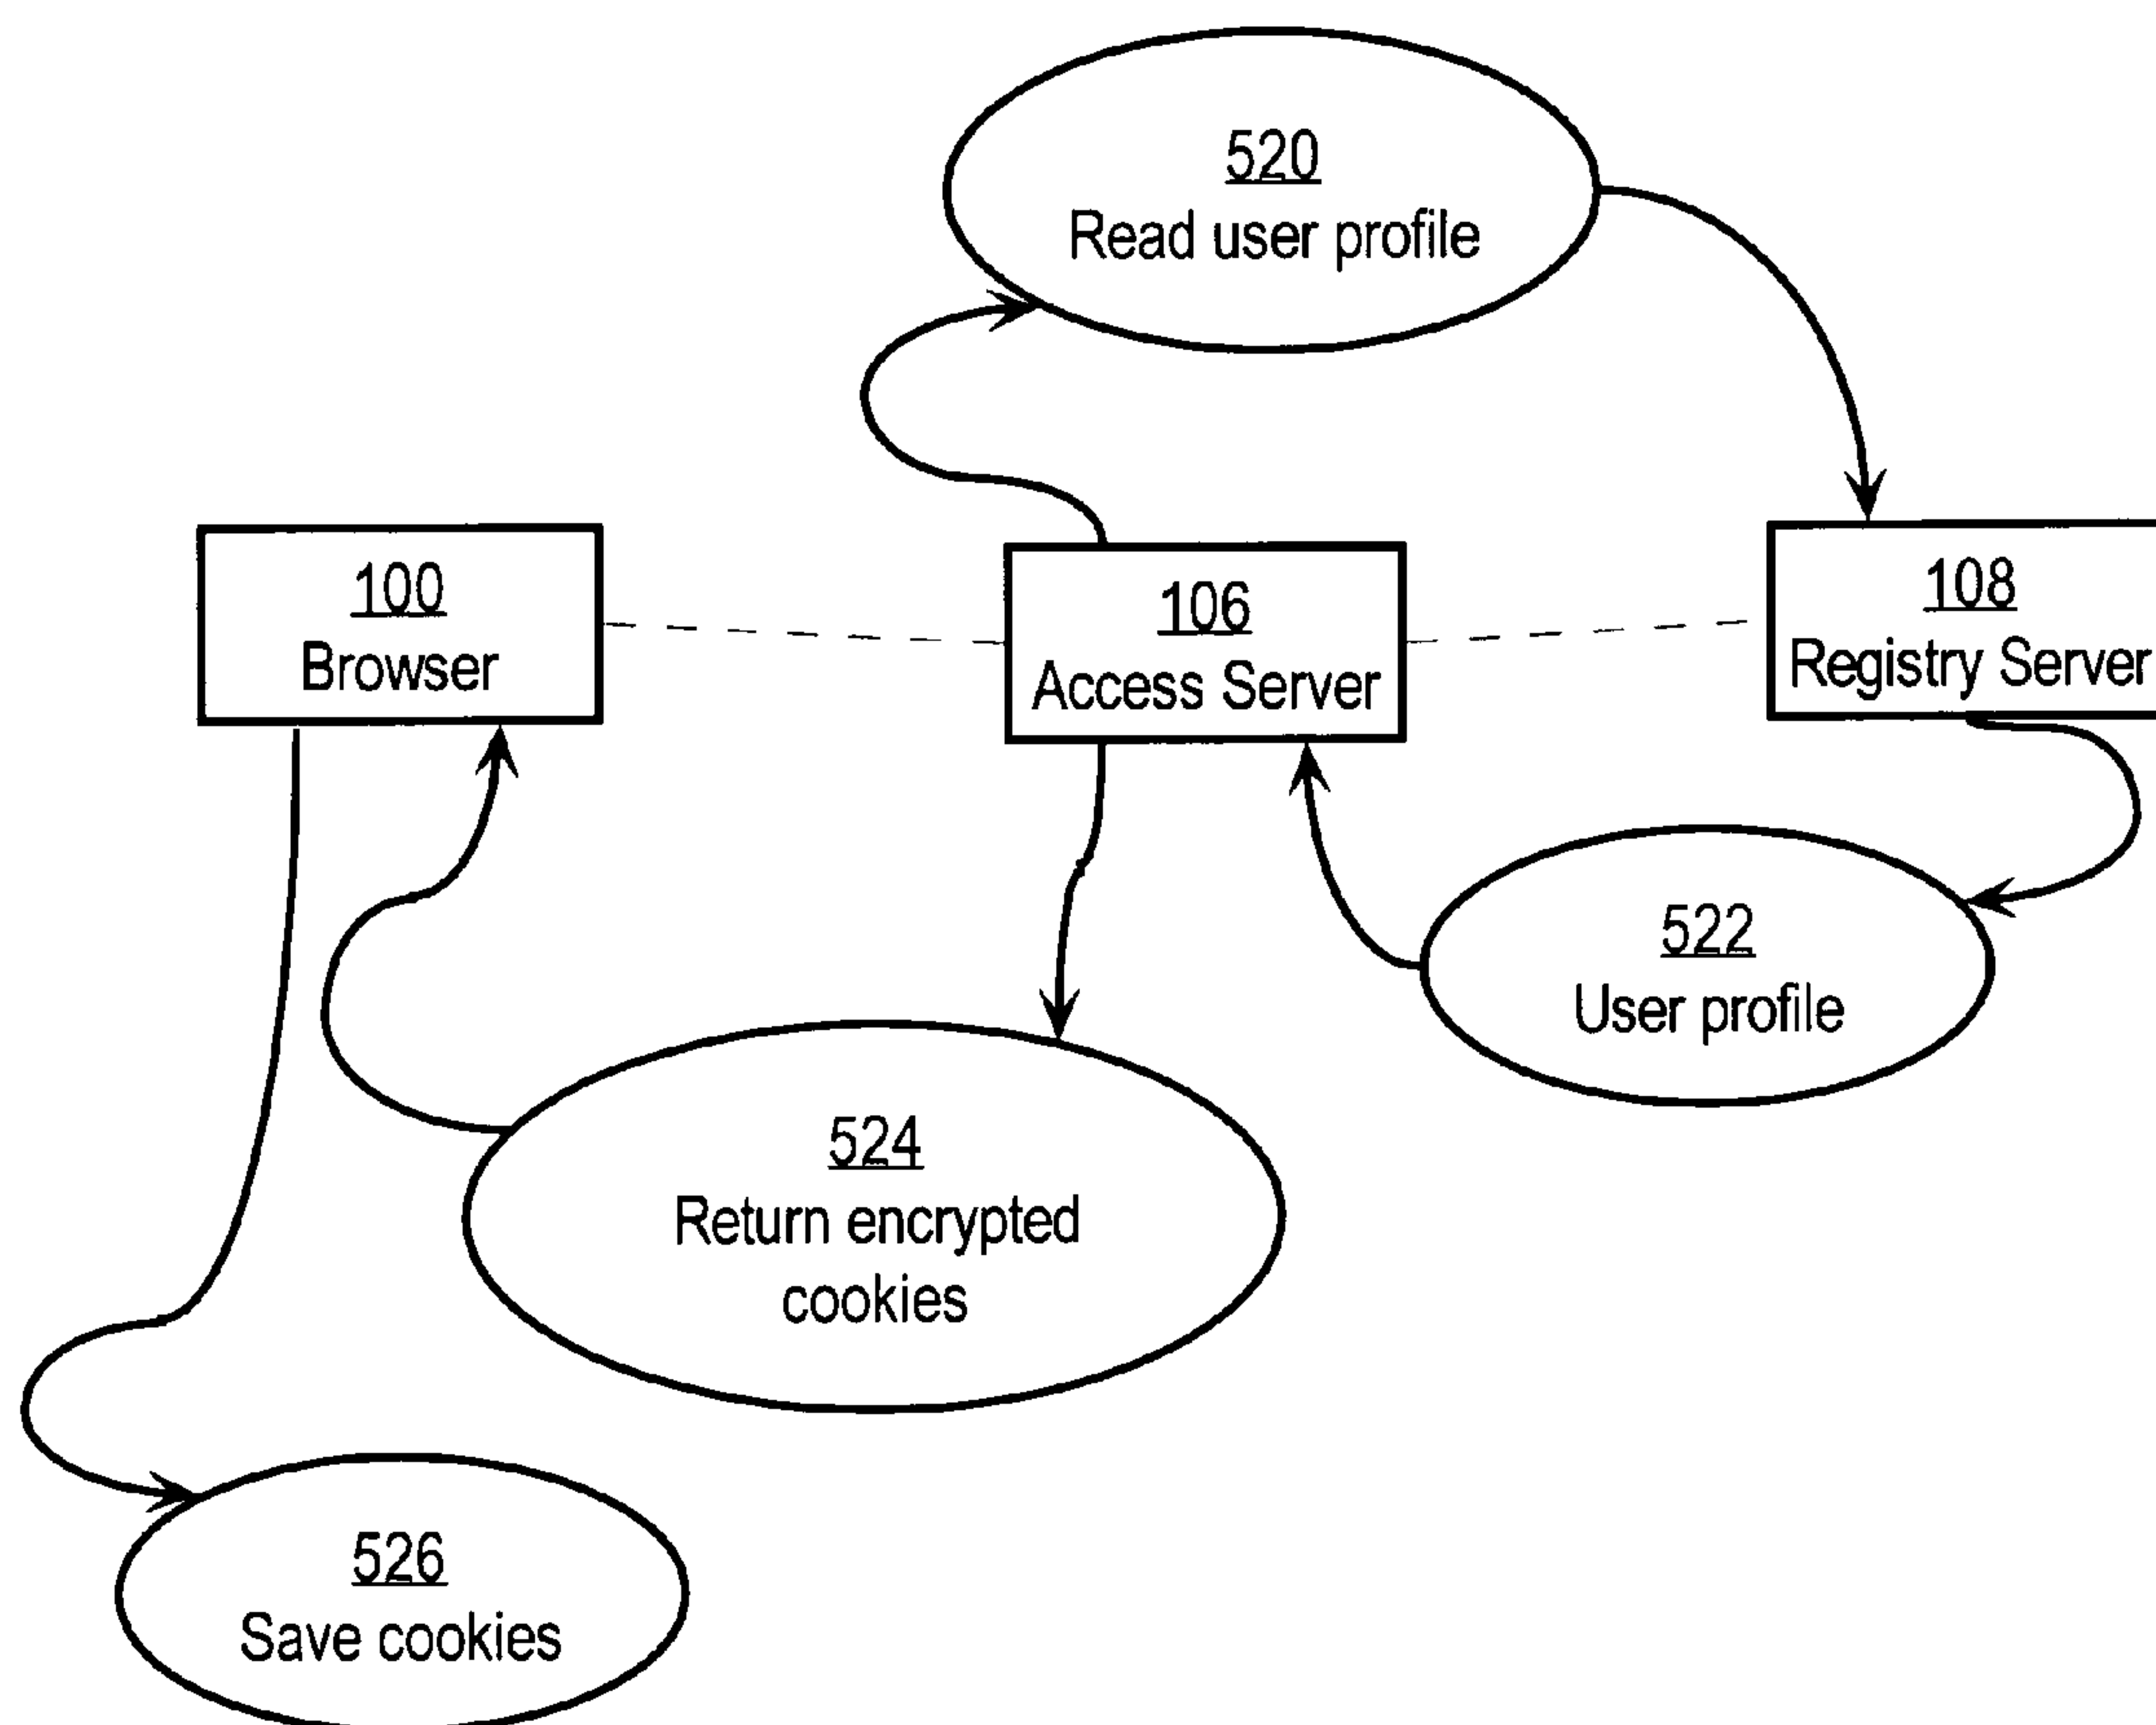 520
Read user profile
100
Browser
106
Access Server
108
Registry Server
522
User profile
524
Return encrypted
cookies
526
Save cookies